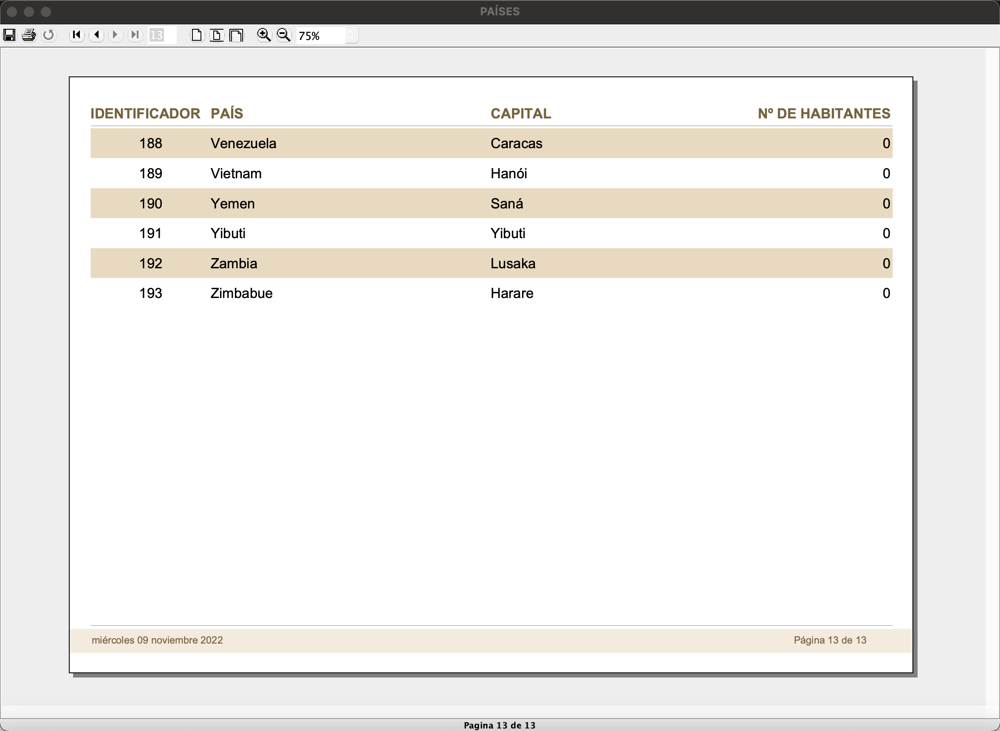 PAÍSES
13
75%
IDENTIFICADOR PAÍS CAPITAL Nº DE HABITANTES
188 Venezuela Caracas 0
189 Vietnam Hanói 0
190 Yemen Saná 0
191 Yibuti Yibuti 0
192 Zambia Lusaka 0
193 Zimbabue Harare 0
miércoles 09 noviembre 2022 Página 13 de 13
Pagina 13 de 13